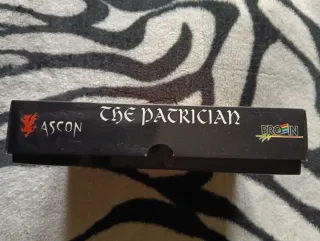 ASCON
THE PATRICIAN
PROEIN